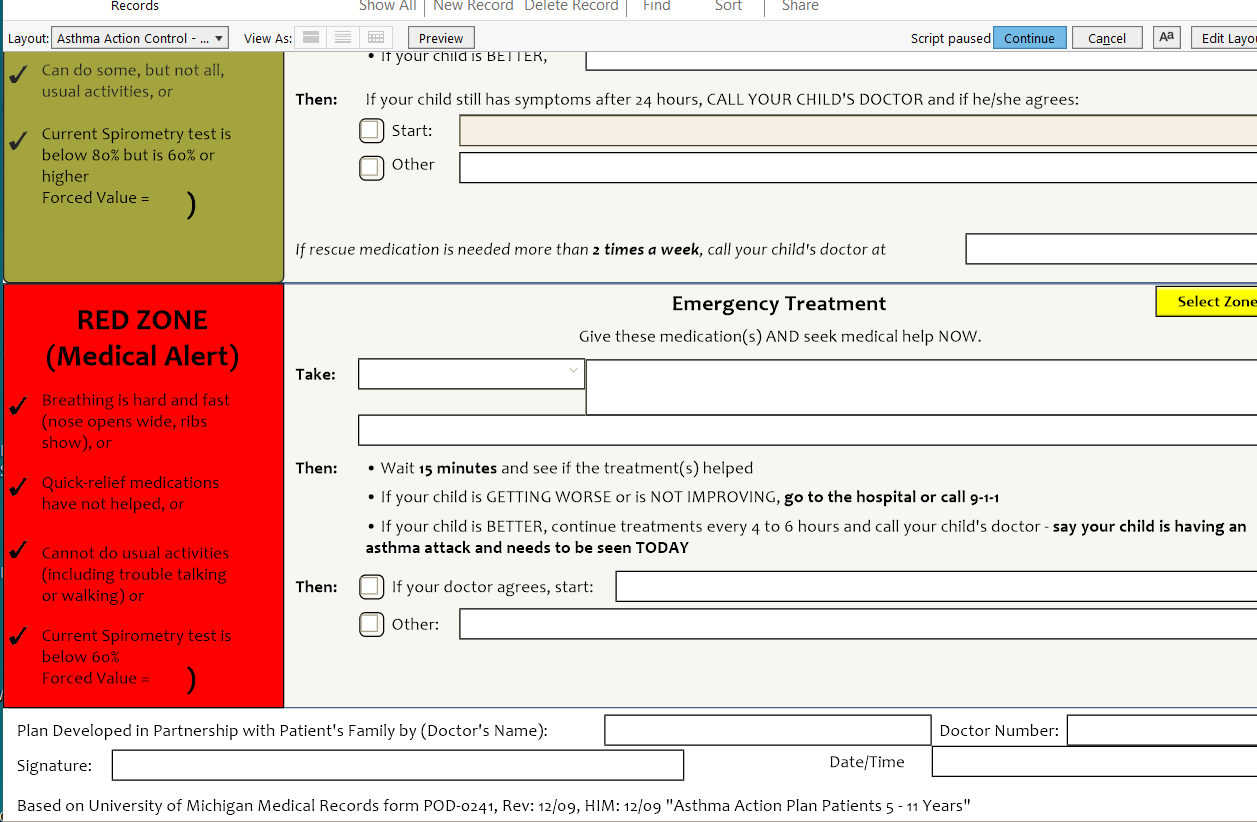 Records
Show All New Record Delete Record Find Sort Share
Layout: Asthma Action Control - ... View As: Preview Script paused Continue Cancel Aa Edit Layou
Can do some, but not all,
usual activities, or
Current Spirometry test is
below 80% but is 60% or
higher
Forced Value = )
• If your child is BETTER,
Then: If your child still has symptoms after 24 hours, CALL YOUR CHILD'S DOCTOR and if he/she agrees:
Start:
Other
If rescue medication is needed more than 2 times a week, call your child's doctor at
RED ZONE
(Medical Alert)
Breathing is hard and fast
(nose opens wide, ribs
show), or
Quick-relief medications
have not helped, or
Cannot do usual activities
(including trouble talking
or walking) or
Current Spirometry test is
below 60%
Forced Value = )
Emergency Treatment
Select Zone
Give these medication(s) AND seek medical help NOW.
Take:
Then: • Wait 15 minutes and see if the treatment(s) helped
• If your child is GETTING WORSE or is NOT IMPROVING, go to the hospital or call 9-1-1
• If your child is BETTER, continue treatments every 4 to 6 hours and call your child's doctor - say your child is having an
asthma attack and needs to be seen TODAY
Then: If your doctor agrees, start:
Other:
Plan Developed in Partnership with Patient's Family by (Doctor's Name): Doctor Number:
Signature: Date/Time
Based on University of Michigan Medical Records form POD-0241, Rev: 12/09, HIM: 12/09 "Asthma Action Plan Patients 5 - 11 Years"